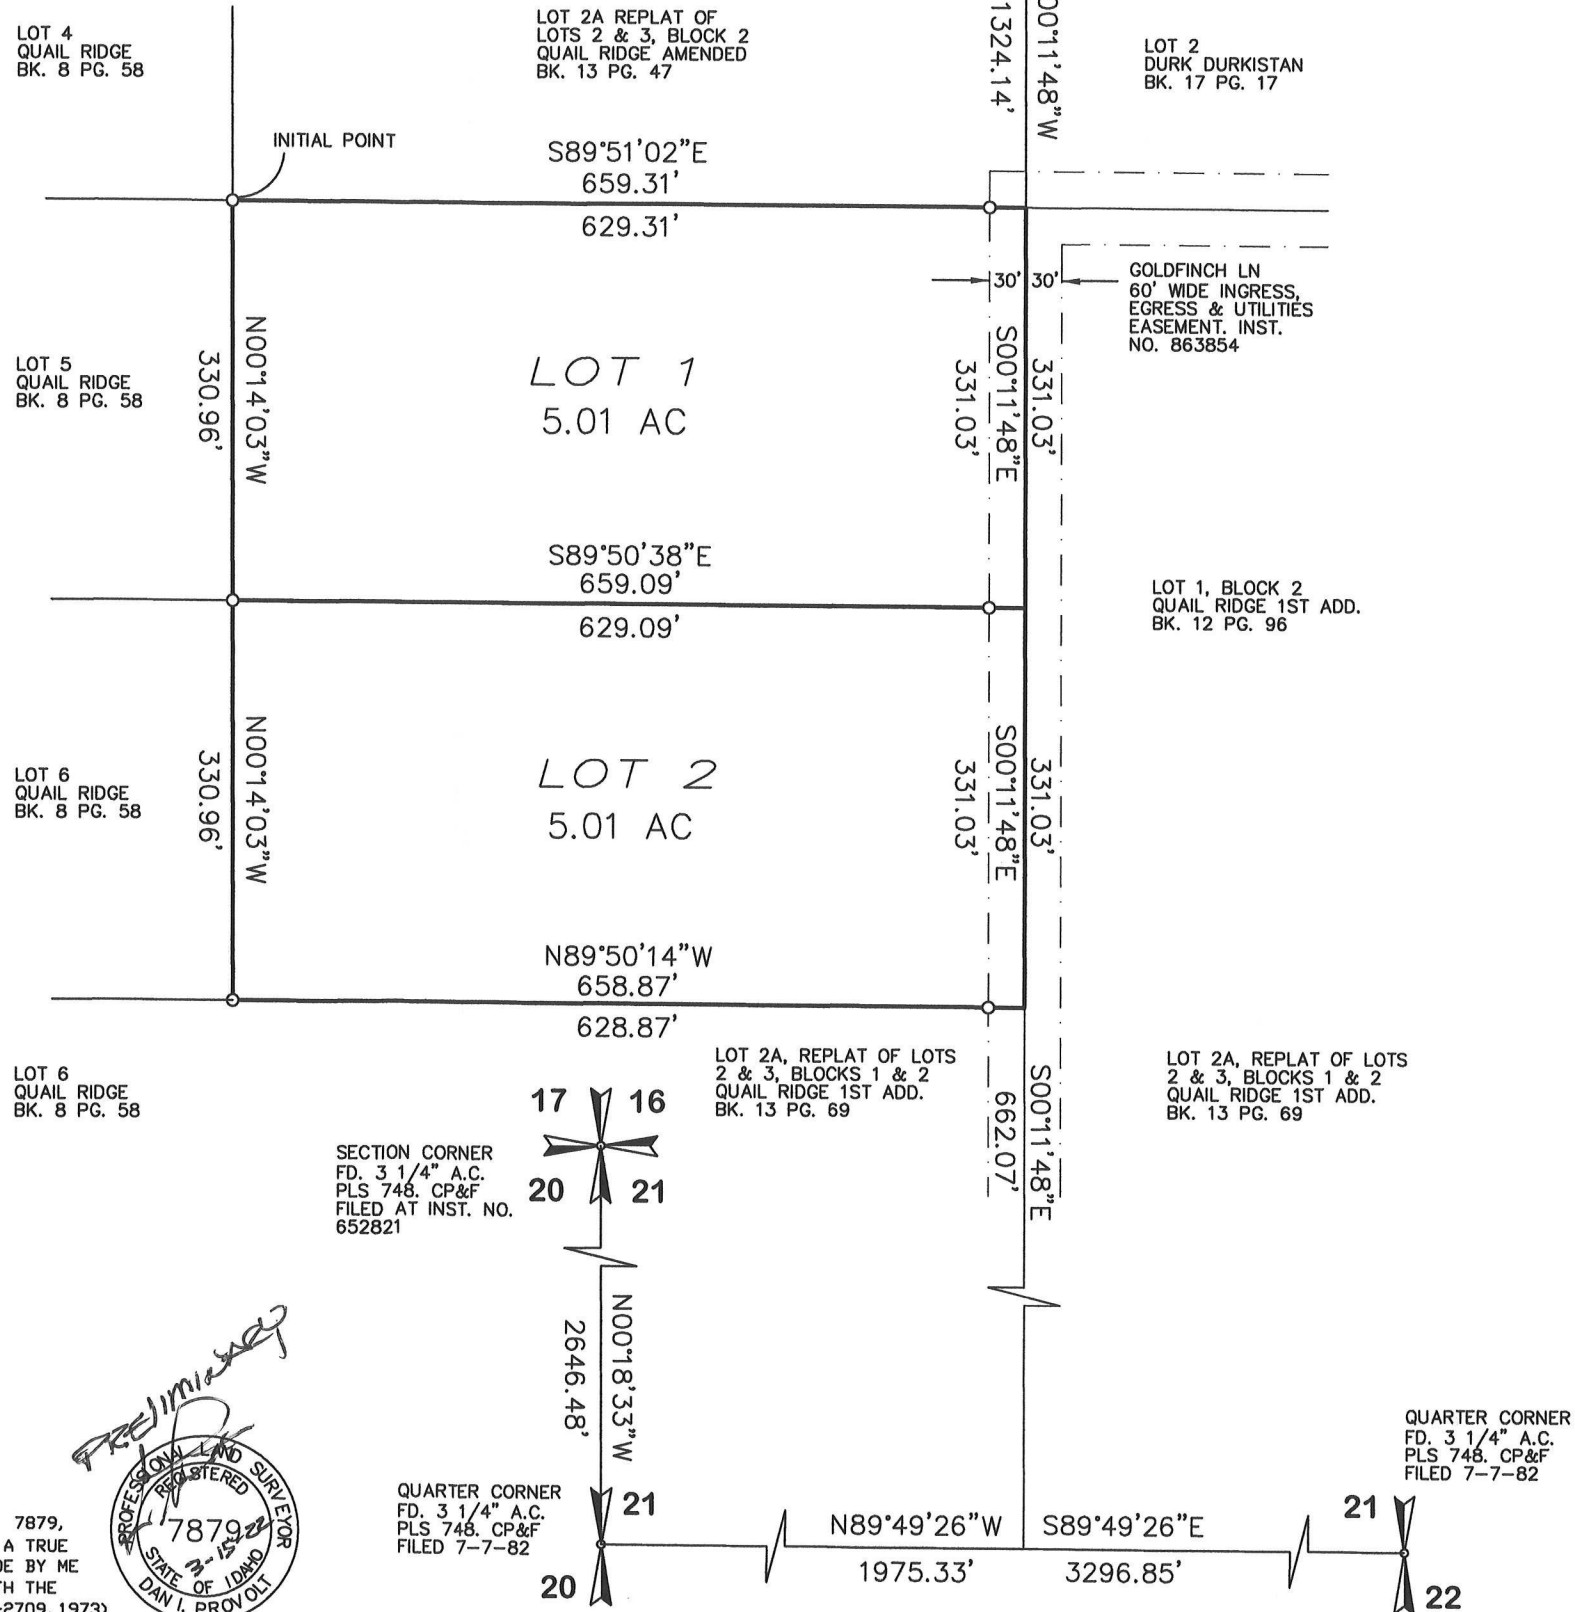 LOT 4
QUAIL RIDGE
BK. 8 PG. 58
LOT 2A REPLAT OF
LOTS 2 & 3, BLOCK 2
QUAIL RIDGE AMENDED
BK. 13 PG. 47
1324.14'
00°11'48"W
LOT 2
DURK DURKISTAN
BK. 17 PG. 17
INITIAL POINT
S89°51'02"E
659.31'
629.31'
30' 30'
GOLDFINCH LN
60' WIDE INGRESS,
EGRESS & UTILITIES
EASEMENT. INST.
NO. 863854
LOT 5
QUAIL RIDGE
BK. 8 PG. 58
N00°14'03"W
330.96'
LOT 1
5.01 AC
331.03'
S00°11'48"E
331.03'
S89°50'38"E
659.09'
629.09'
LOT 1, BLOCK 2
QUAIL RIDGE 1ST ADD.
BK. 12 PG. 96
LOT 6
QUAIL RIDGE
BK. 8 PG. 58
N00°14'03"W
330.96'
LOT 2
5.01 AC
331.03'
S00°11'48"E
331.03'
N89°50'14"W
658.87'
628.87'
LOT 6
QUAIL RIDGE
BK. 8 PG. 58
LOT 2A, REPLAT OF LOTS
2 & 3, BLOCKS 1 & 2
QUAIL RIDGE 1ST ADD.
BK. 13 PG. 69
S00°11'48"E
662.07'
LOT 2A, REPLAT OF LOTS
2 & 3, BLOCKS 1 & 2
QUAIL RIDGE 1ST ADD.
BK. 13 PG. 69
17 16
20 21
SECTION CORNER
FD. 3 1/4" A.C.
PLS 748. CP&F
FILED AT INST. NO.
652821
N00°18'33"W
2646.48'
PRELIMINARY
PROFESSIONAL LAND SURVEYOR
REGISTERED
7879
3-15-22
STATE OF IDAHO
DAN I. PROVOLT
7879,
A TRUE
DE BY ME
TH THE
-2709, 1973)
QUARTER CORNER
FD. 3 1/4" A.C.
PLS 748. CP&F
FILED 7-7-82
21
20
N89°49'26"W
1975.33'
S89°49'26"E
3296.85'
QUARTER CORNER
FD. 3 1/4" A.C.
PLS 748. CP&F
FILED 7-7-82
21
22